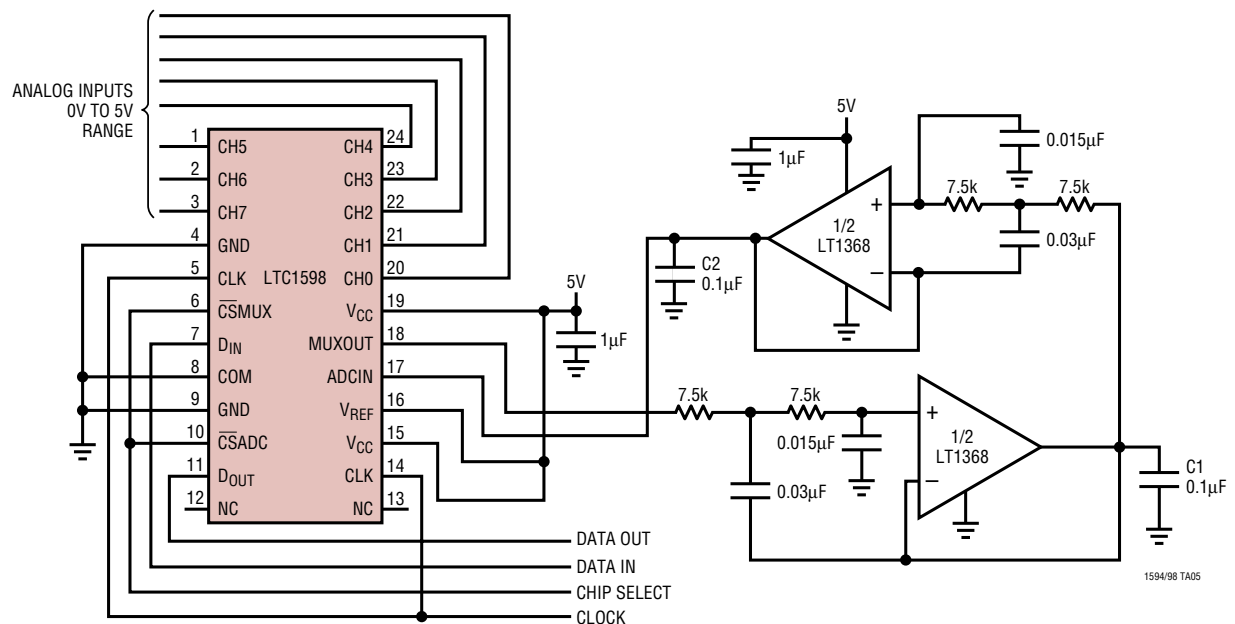 ANALOG INPUTS
0V TO 5V
RANGE
1
CH5
2
CH6
3
CH7
4
GND
5
CLK
6
CSMUX
7
DIN
8
COM
9
GND
10
CSADC
11
DOUT
12
NC
LTC1598
CH4
24
CH3
23
CH2
22
CH1
21
CH0
20
VCC
19
MUXOUT
18
ADCIN
17
VREF
16
VCC
15
CLK
14
NC
13
5V
1µF
DATA OUT
DATA IN
CHIP SELECT
CLOCK
5V
1µF
C2
0.1µF
+
1/2
LT1368
−
0.015µF
7.5k
7.5k
0.03µF
7.5k
7.5k
0.015µF
0.03µF
+
1/2
LT1368
−
C1
0.1µF
1594/98 TA05